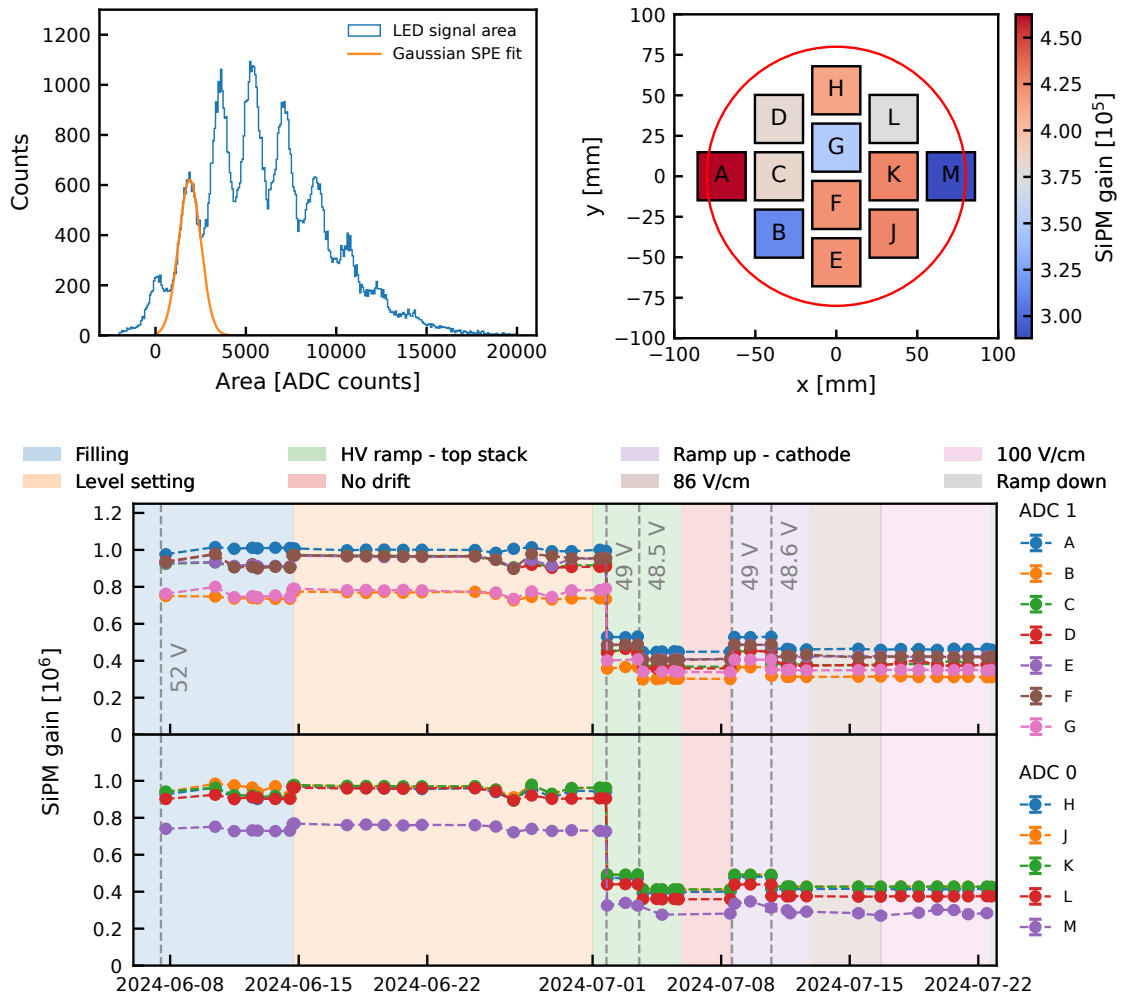 LED signal area
Gaussian SPE fit
1200
1000
800
600
400
200
0
Counts
0 5000 10000 15000 20000
Area [ADC counts]
100
75
50
25
0
−25
−50
−75
−100
y [mm]
H
D L
G
A C K M
F
B J
E
−100 −50 0 50 100
x [mm]
4.50
4.25
4.00
3.75
3.50
3.25
3.00
SiPM gain [10⁵]
Filling HV ramp - top stack Ramp up - cathode 100 V/cm
Level setting No drift 86 V/cm Ramp down
1.2
1.0
0.8
0.6
0.4
0.2
0
52 V
49 V
48.5 V
49 V
48.6 V
SiPM gain [10⁶]
1.0
0.8
0.6
0.4
0.2
0
2024-06-08 2024-06-15 2024-06-22 2024-07-01 2024-07-08 2024-07-15 2024-07-22
ADC 1
A
B
C
D
E
F
G
ADC 0
H
J
K
L
M